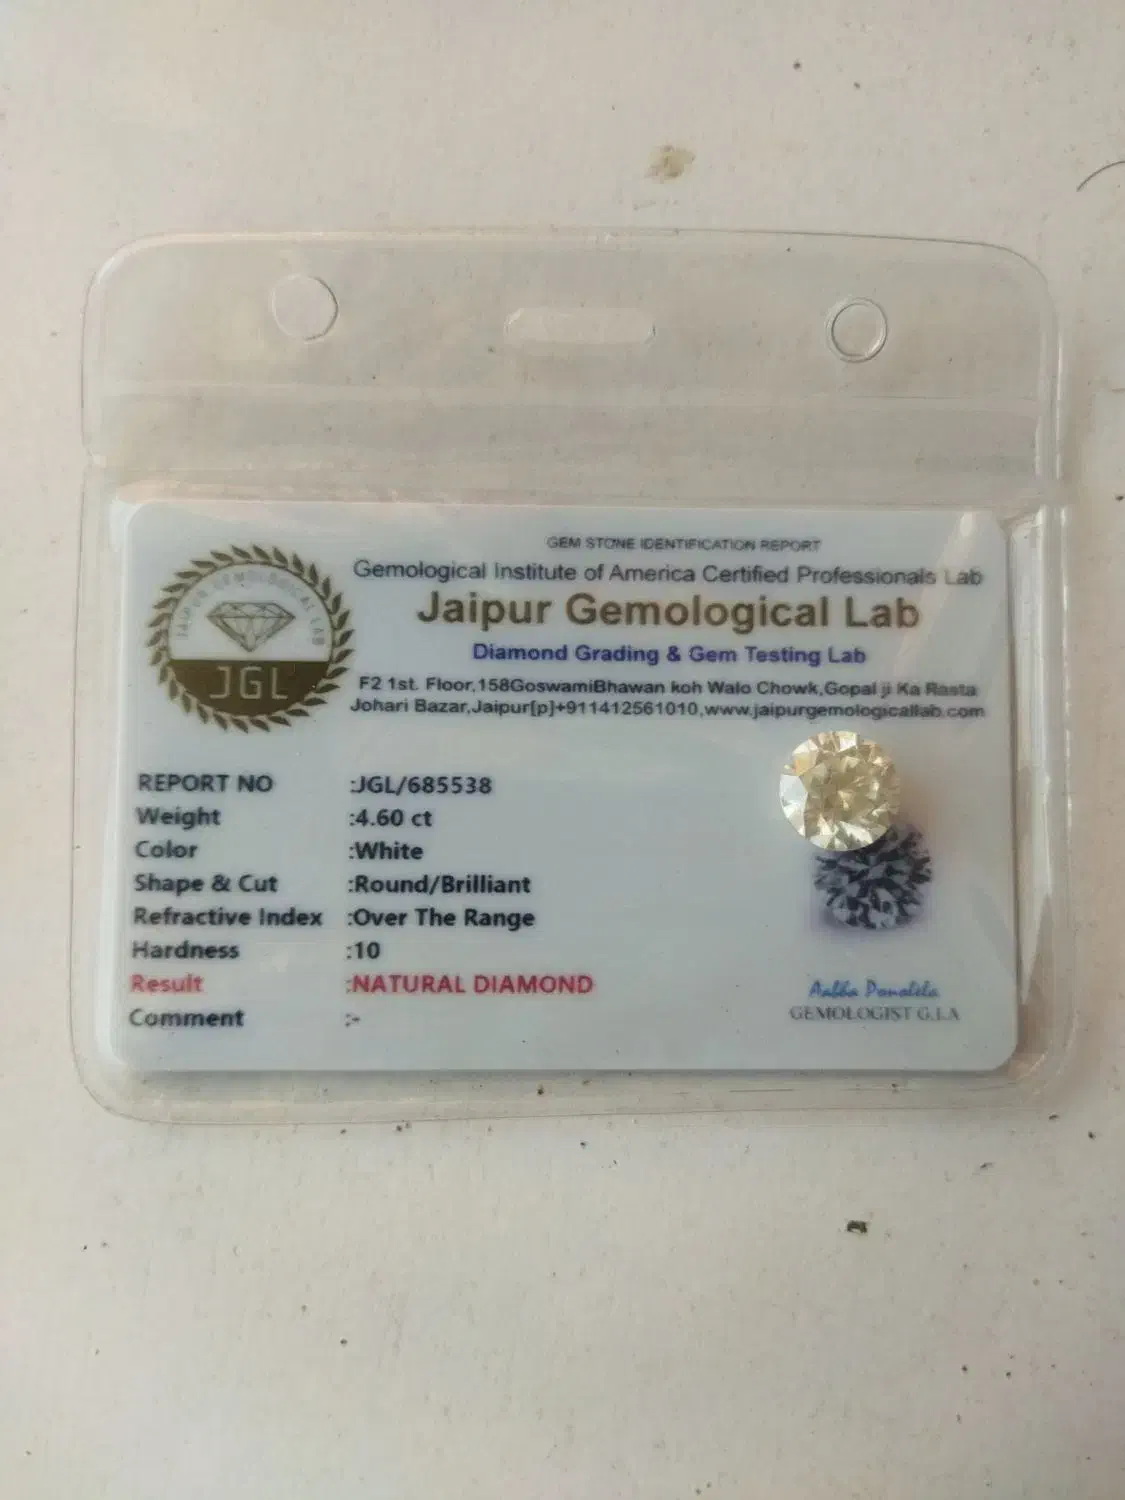 GEM STONE IDENTIFICATION REPORT
Gemological Institute of America Certified Professionals Lab
Jaipur Gemological Lab
Diamond Grading & Gem Testing Lab
F2 1st. Floor,158GoswamiBhawan koh Walo Chowk,Gopal ji Ka Rasta
Johari Bazar,Jaipur[p]+911412561010,www.jaipurgemologicallab.com
JAIPUR GEMOLOGICAL LAB
JGL
REPORT NO :JGL/685538
Weight :4.60 ct
Color :White
Shape & Cut :Round/Brilliant
Refractive Index :Over The Range
Hardness :10
Result :NATURAL DIAMOND
Comment :-
GEMOLOGIST G.I.A